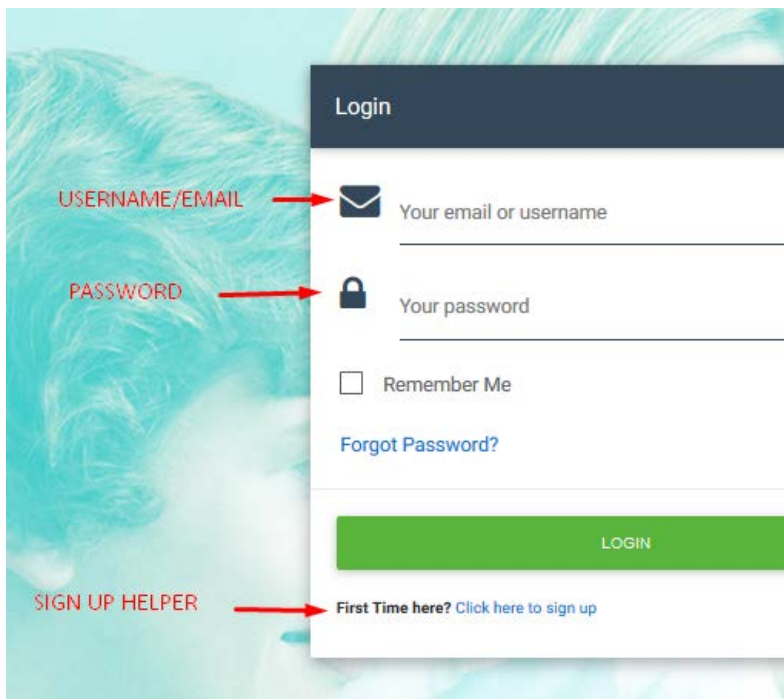 Login
USERNAME/EMAIL
Your email or username
PASSWORD
Your password
Remember Me
Forgot Password?
LOGIN
SIGN UP HELPER
First Time here? Click here to sign up